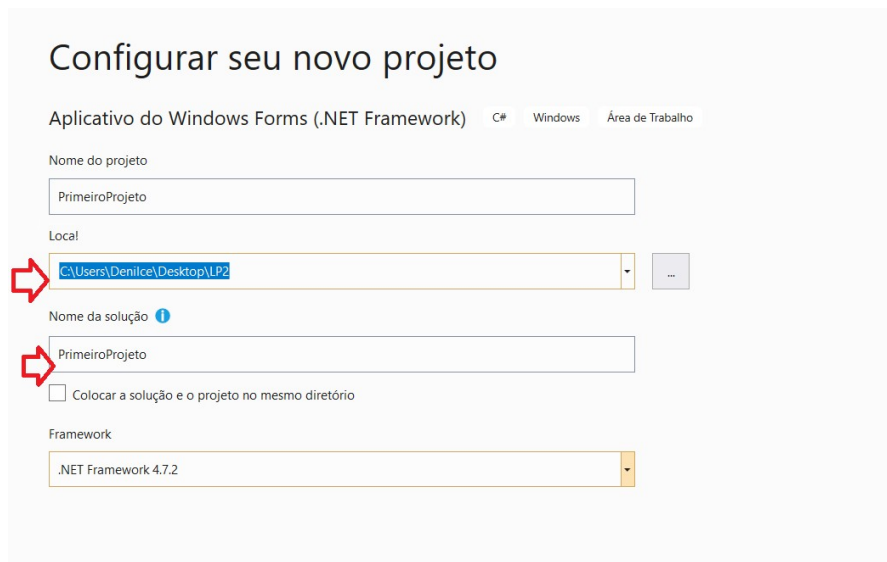 Configurar seu novo projeto
Aplicativo do Windows Forms (.NET Framework) C# Windows Área de Trabalho
Nome do projeto
PrimeiroProjeto
Local
C:\Users\Denilce\Desktop\LP2
...
Nome da solução
PrimeiroProjeto
Colocar a solução e o projeto no mesmo diretório
Framework
.NET Framework 4.7.2